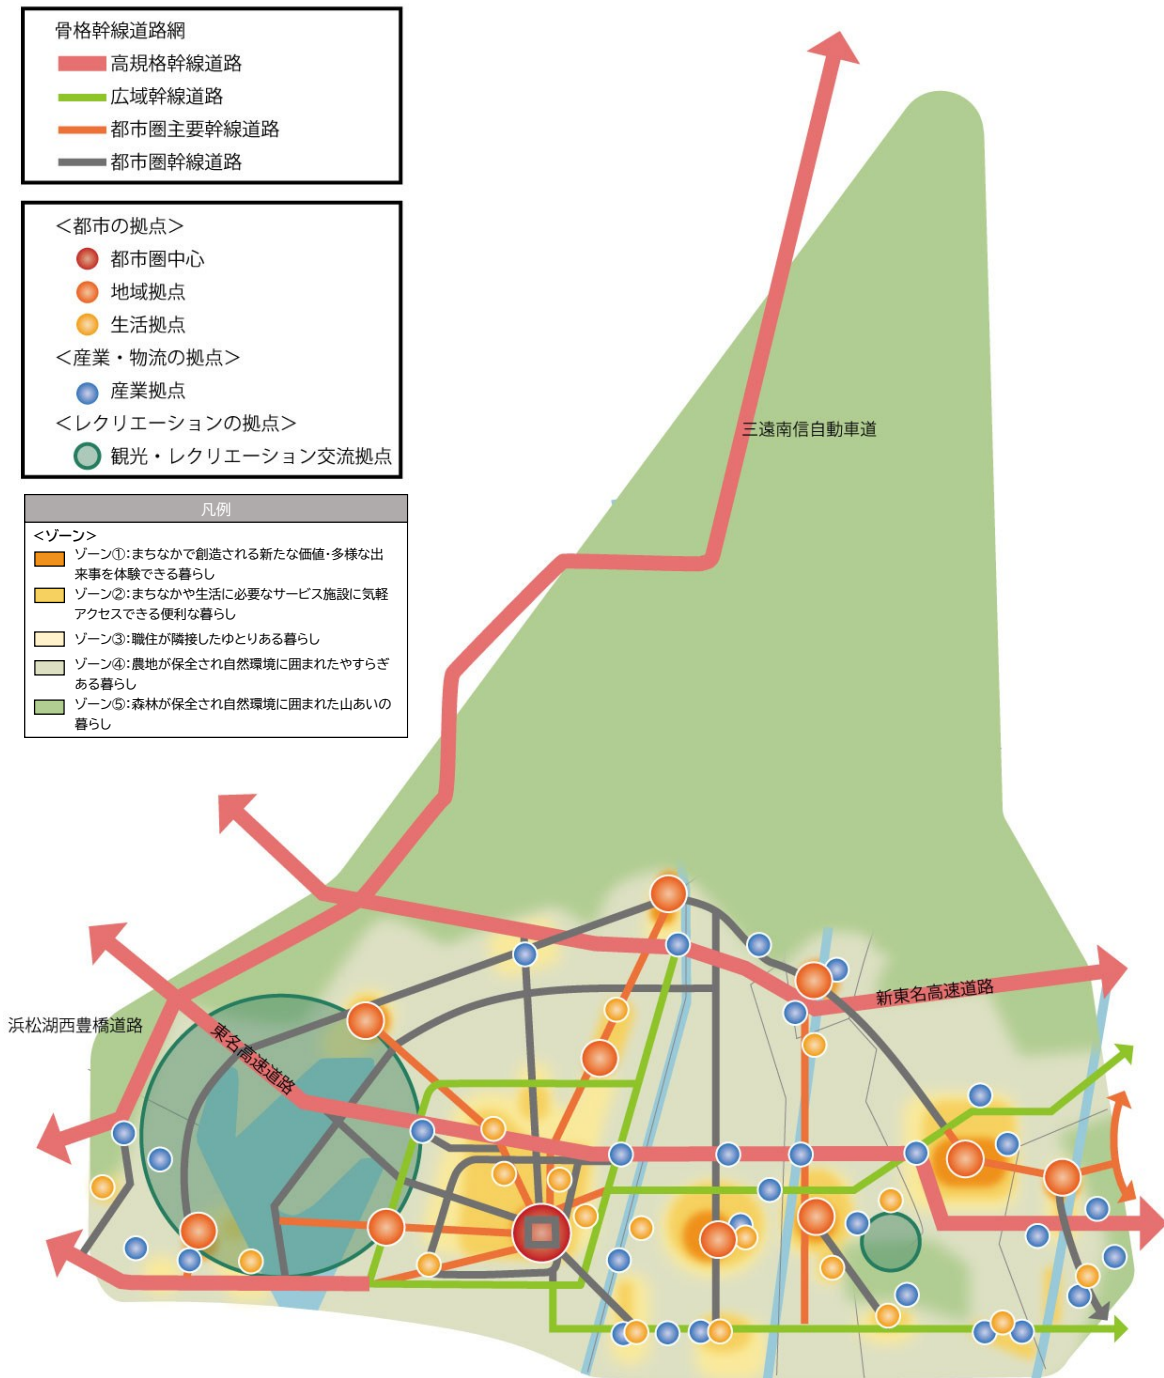 骨格幹線道路網
高規格幹線道路
広域幹線道路
都市圏主要幹線道路
都市圏幹線道路
＜都市の拠点＞
都市圏中心
地域拠点
生活拠点
＜産業・物流の拠点＞
産業拠点
＜レクリエーションの拠点＞
観光・レクリエーション交流拠点
凡例
＜ゾーン＞
ゾーン①：まちなかで創造される新たな価値・多様な出
来事を体験できる暮らし
ゾーン②：まちなかや生活に必要なサービス施設に気軽
アクセスできる便利な暮らし
ゾーン③：職住が隣接したゆとりある暮らし
ゾーン④：農地が保全され自然環境に囲まれたやすらぎ
ある暮らし
ゾーン⑤：森林が保全され自然環境に囲まれた山あいの
暮らし
三遠南信自動車道
新東名高速道路
浜松湖西豊橋道路
東名高速道路